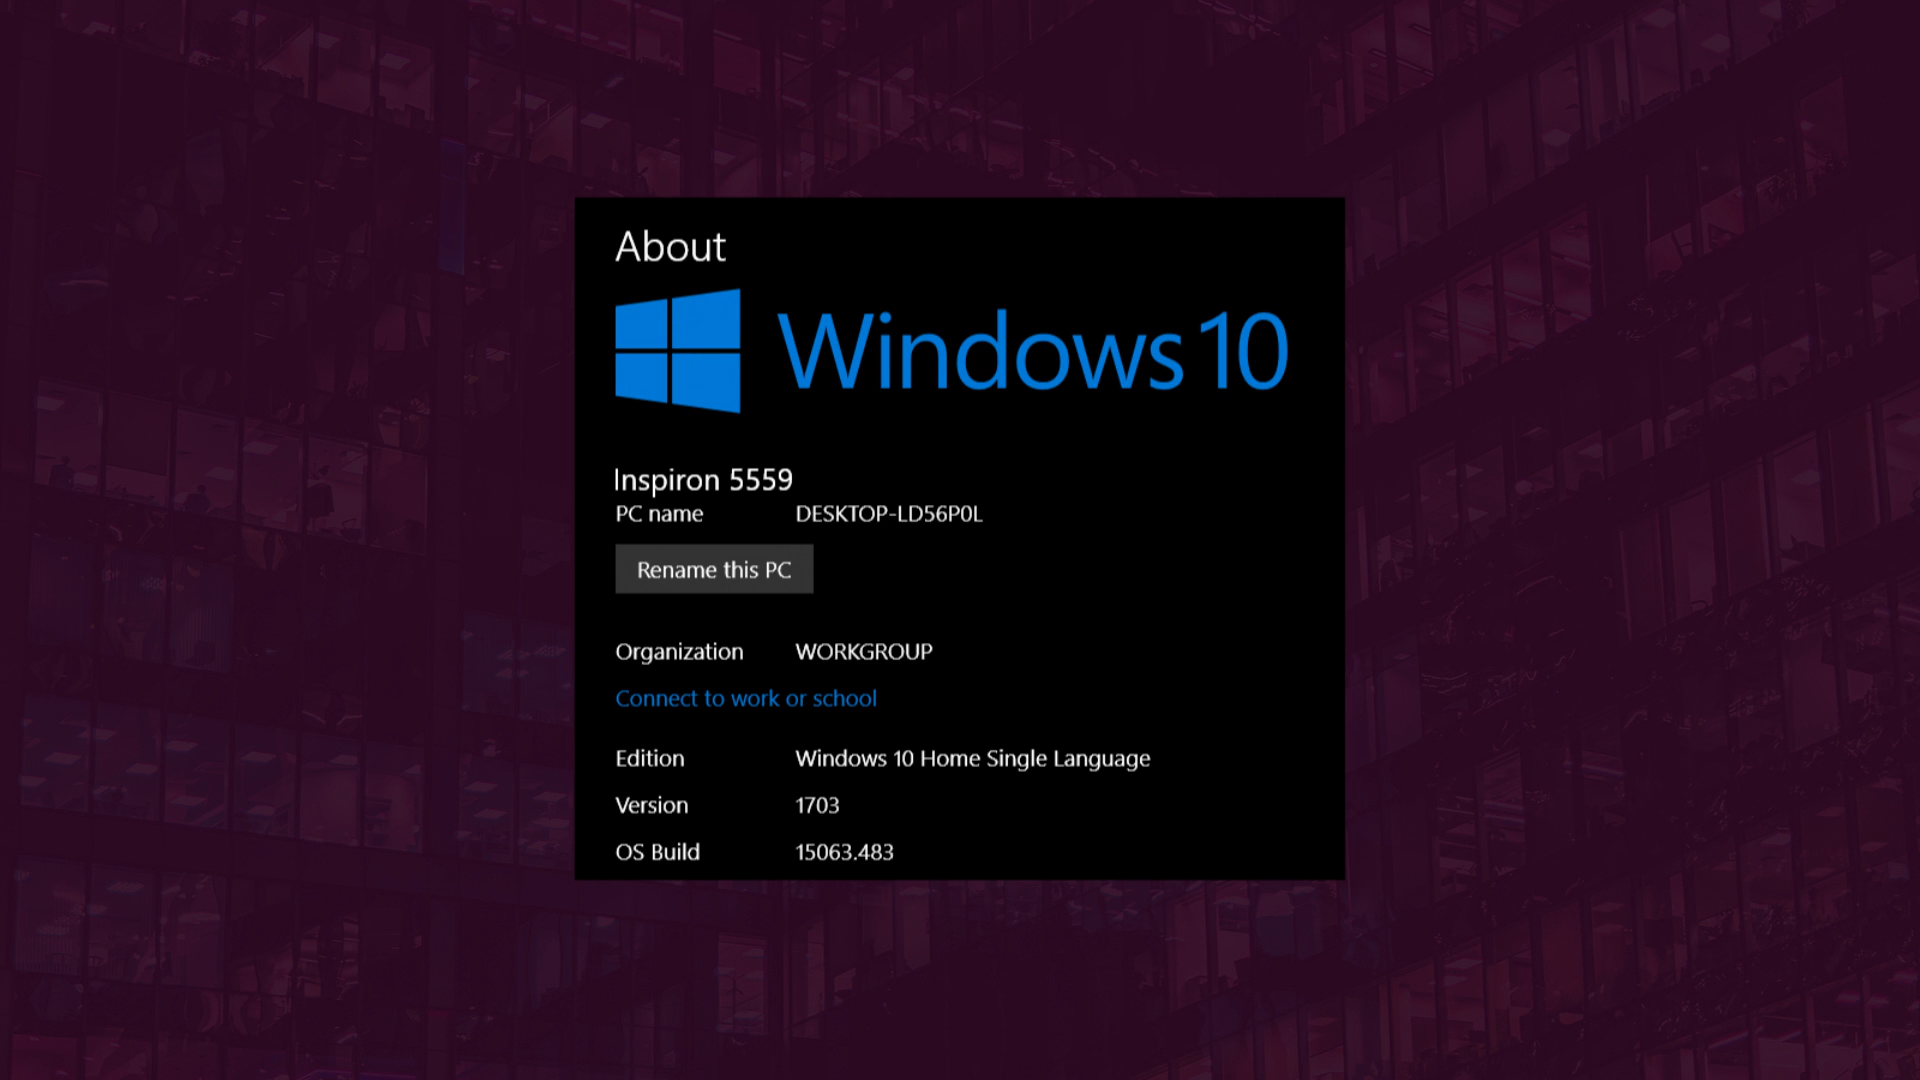 About
Windows 10
Inspiron 5559
PC name DESKTOP-LD56P0L
Rename this PC
Organization WORKGROUP
Connect to work or school
Edition Windows 10 Home Single Language
Version 1703
OS Build 15063.483